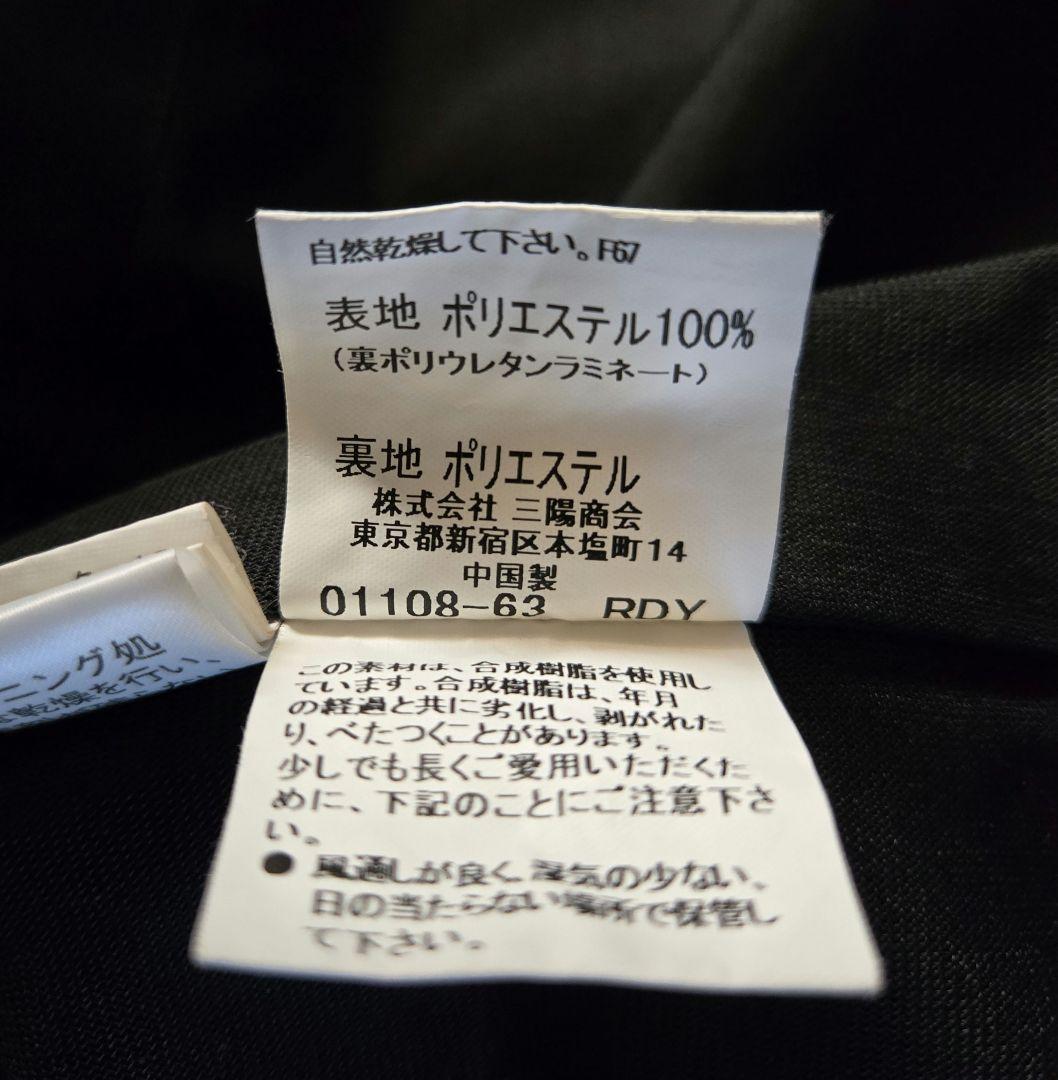 自然乾燥して下さい。F67
表地 ポリエステル100%
(裏ポリウレタンラミネート)
裏地 ポリエステル
株式会社 三陽商会
東京都新宿区本塩町14
中国製
01108-63 RDY
この素材は、合成樹脂を使用し
ています。合成樹脂は、年月
の経過と共に劣化し、剥がれた
り、べたつくことがあります。
少しでも長くご愛用いただくた
めに、下記のことにご注意下さ
い。
● 風通しが良く湿気の少ない、
日の当たらない場所で保管し
て下さい。
ニング処
乾燥を行い、